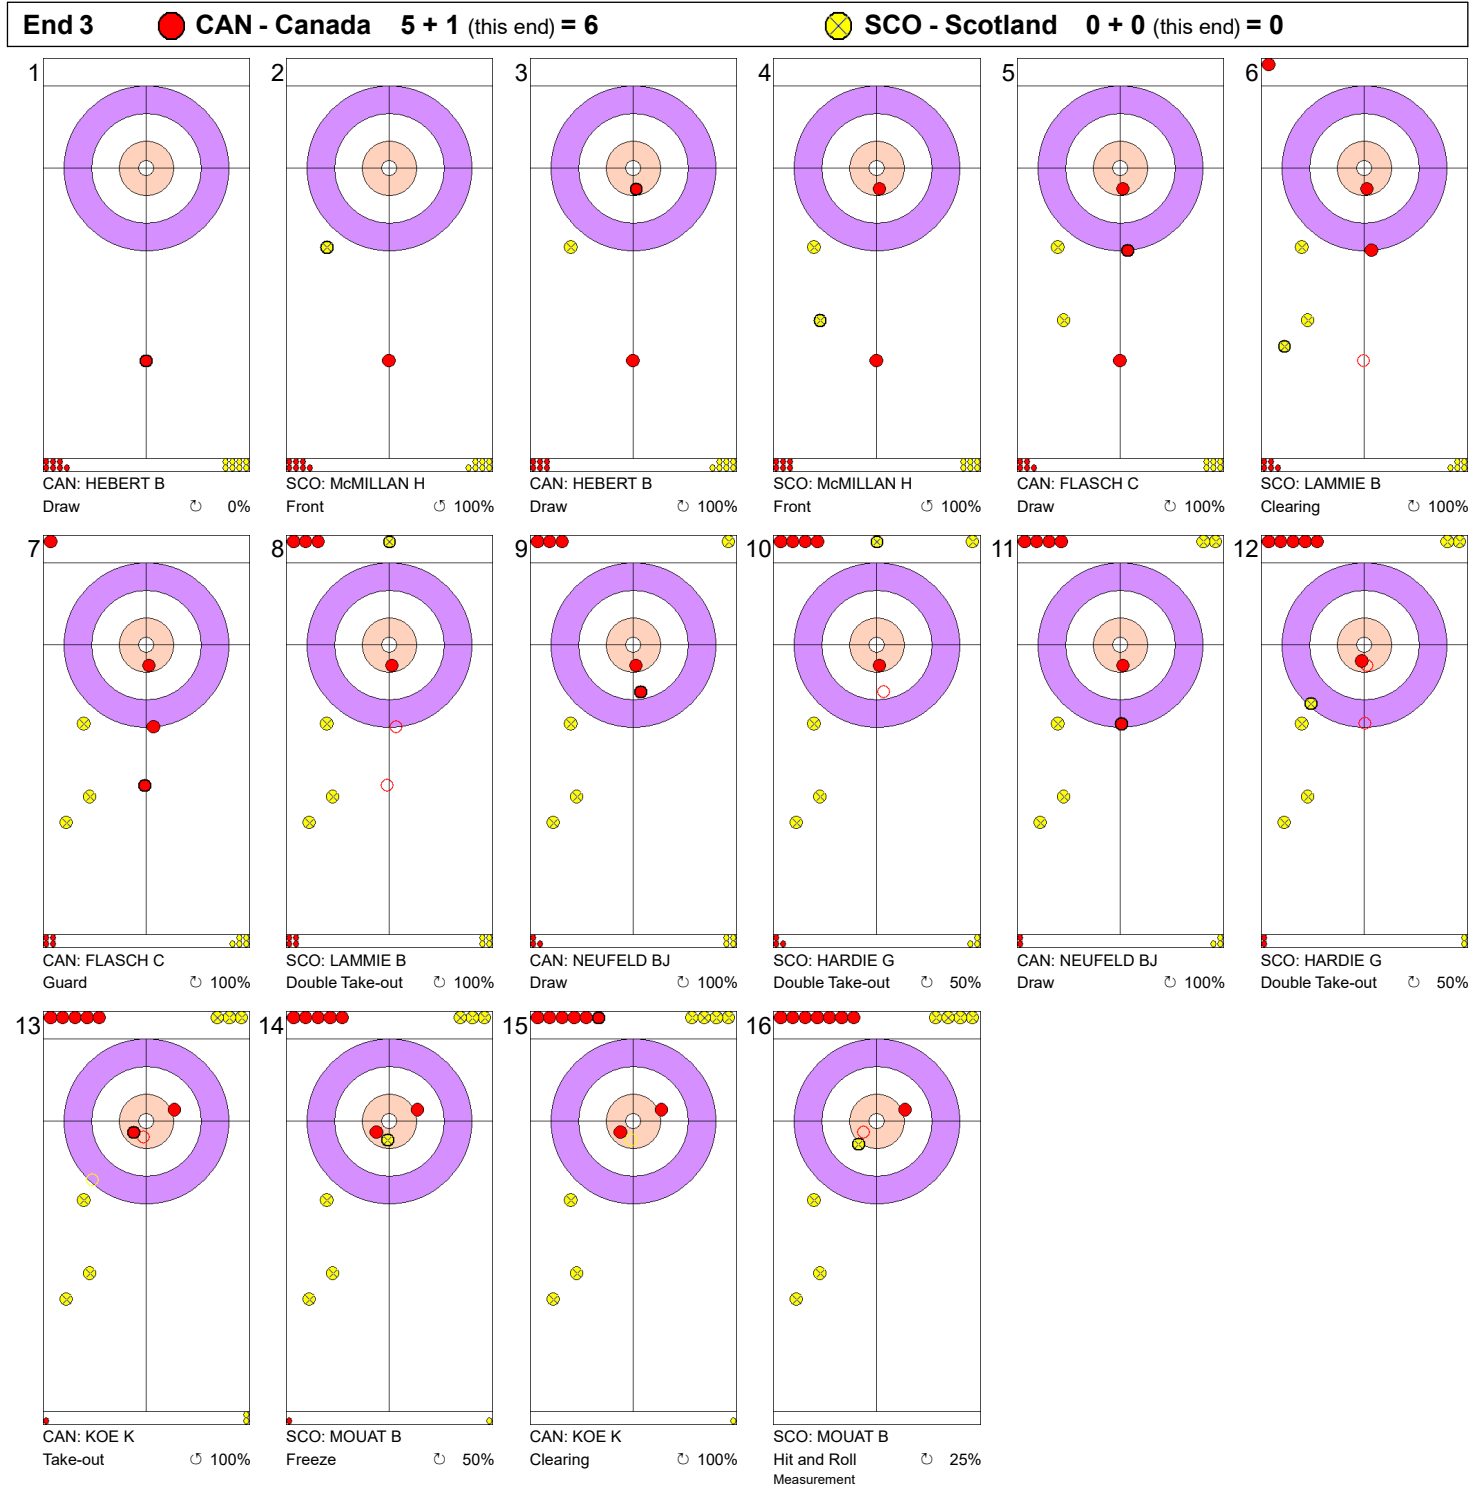 End 3 CAN - Canada 5 + 1 (this end) = 6 SCO - Scotland 0 + 0 (this end) = 0
1 2 3 4 5 6
CAN: HEBERT B SCO: McMILLAN H CAN: HEBERT B SCO: McMILLAN H CAN: FLASCH C SCO: LAMMIE B
Draw ↻ 0% Front ↺ 100% Draw ↻ 100% Front ↺ 100% Draw ↻ 100% Clearing ↻ 100%
7 8 9 10 11 12
CAN: FLASCH C SCO: LAMMIE B CAN: NEUFELD BJ SCO: HARDIE G CAN: NEUFELD BJ SCO: HARDIE G
Guard ↻ 100% Double Take-out ↻ 100% Draw ↻ 100% Double Take-out ↻ 50% Draw ↻ 100% Double Take-out ↻ 50%
13 14 15 16
CAN: KOE K SCO: MOUAT B CAN: KOE K SCO: MOUAT B
Take-out ↺ 100% Freeze ↻ 50% Clearing ↻ 100% Hit and Roll ↻ 25%
Measurement